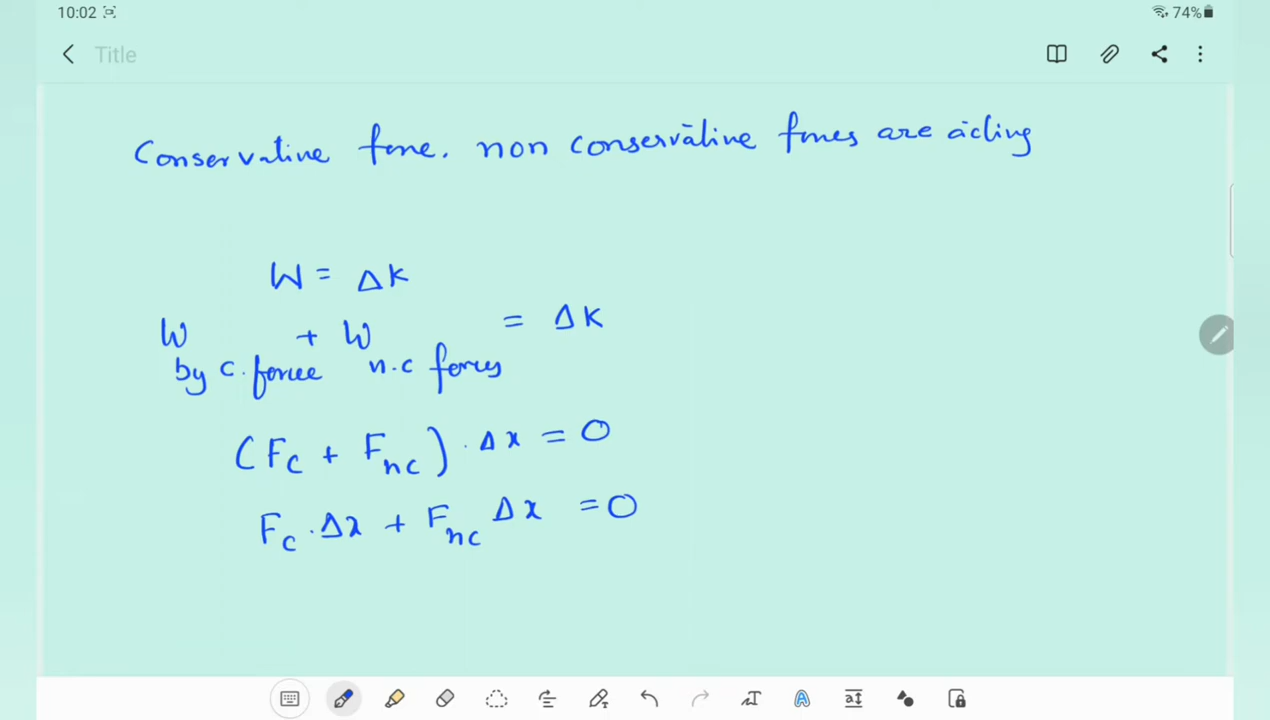 10:02
74%
Title
Conservative force. non conservative forces are acting
W = Δk
W + W = Δk
by c. force n.c forces
(Fc + Fnc) · Δx = 0
Fc · Δx + Fnc Δx = 0